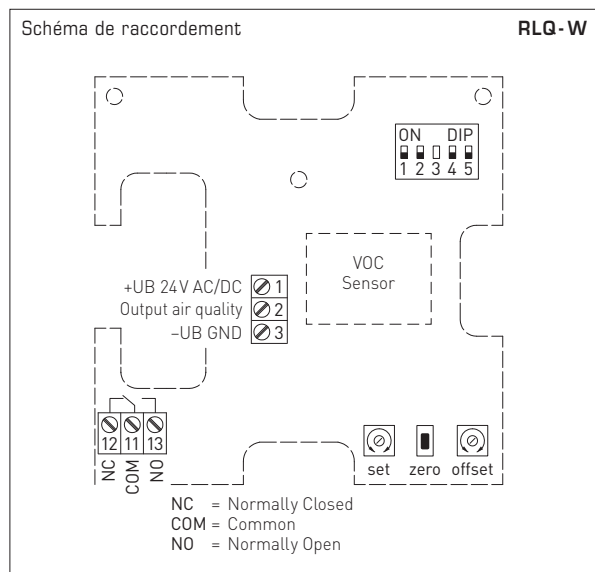 Schéma de raccordement RLQ-W
ON DIP
1 2 3 4 5
VOC
Sensor
+UB 24V AC/DC 1
Output air quality 2
–UB GND 3
12 11 13
NC COM NO
set zero offset
NC = Normally Closed
COM = Common
NO = Normally Open